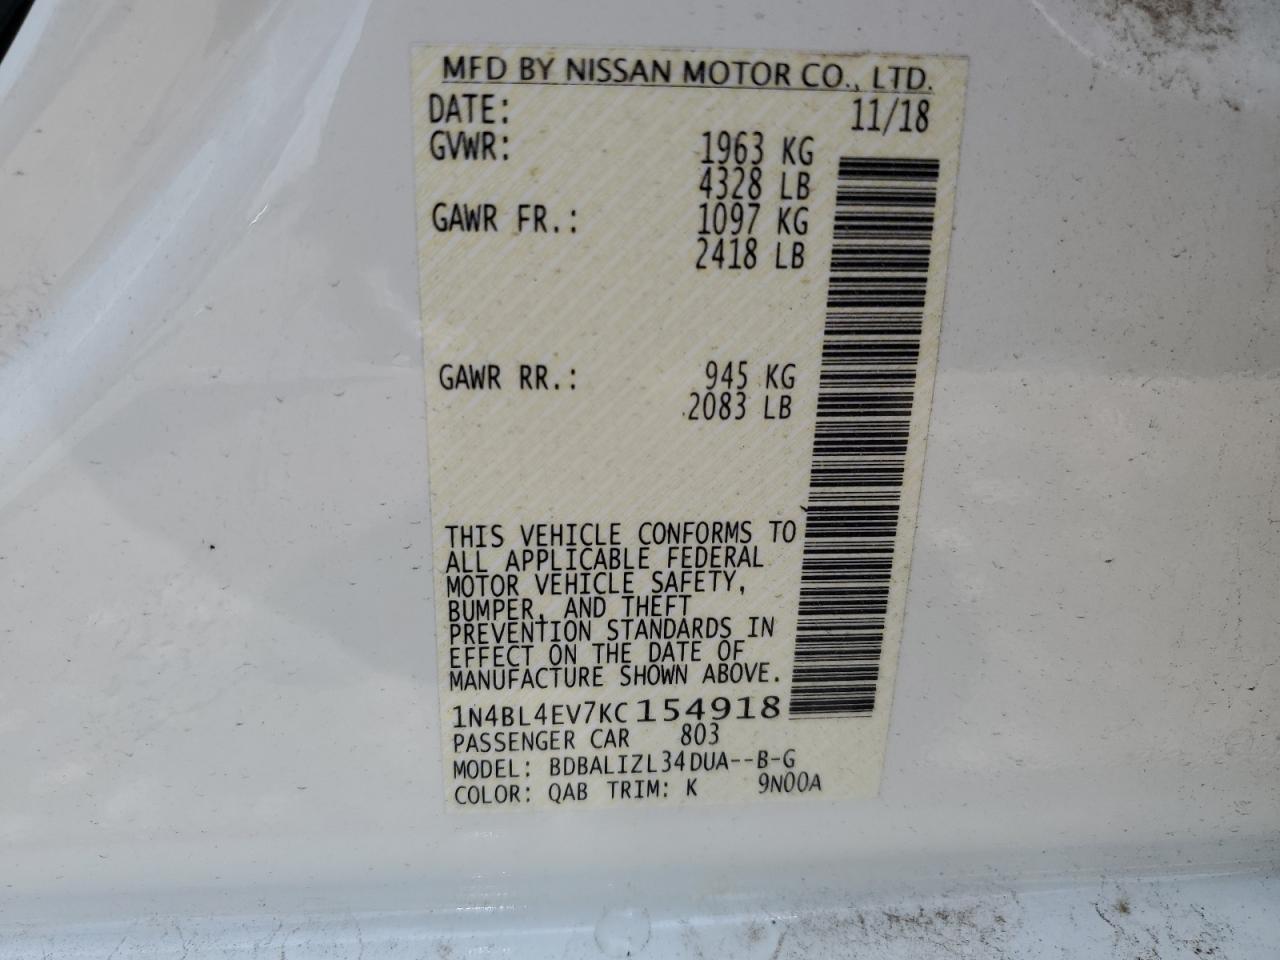 MFD BY NISSAN MOTOR CO., LTD.
DATE: 11/18
GVWR: 1963 KG
4328 LB
GAWR FR.: 1097 KG
2418 LB
GAWR RR.: 945 KG
2083 LB
THIS VEHICLE CONFORMS TO
ALL APPLICABLE FEDERAL
MOTOR VEHICLE SAFETY,
BUMPER, AND THEFT
PREVENTION STANDARDS IN
EFFECT ON THE DATE OF
MANUFACTURE SHOWN ABOVE.
1N4BL4EV7KC154918
PASSENGER CAR 803
MODEL: BDBALIZL34DUA--B-G
COLOR: QAB TRIM: K 9N00A